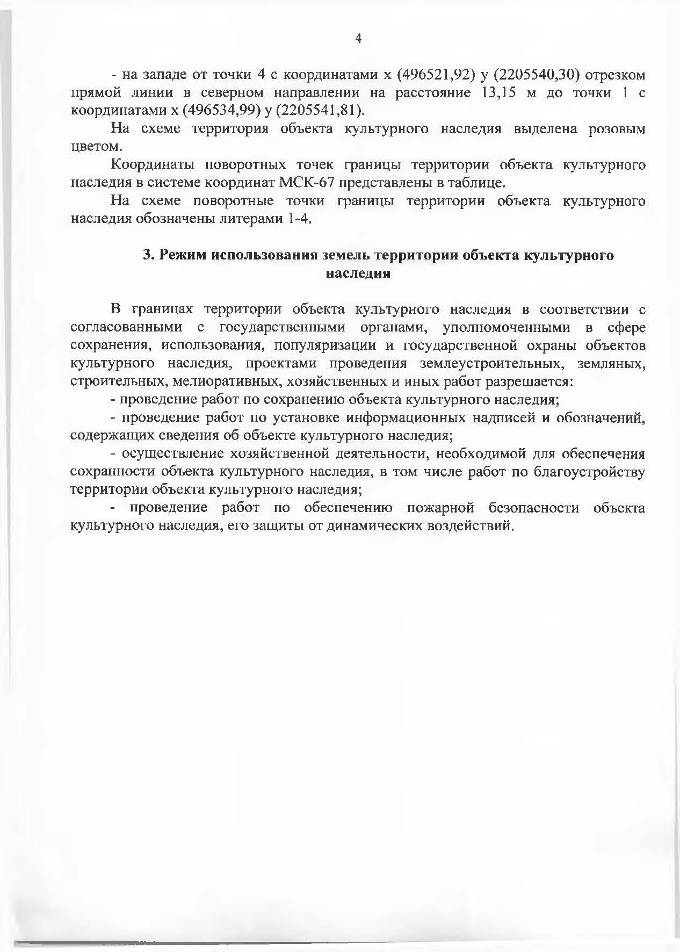 4
- на западе от точки 4 с координатами x (496521,92) y (2205540,30) отрезком
прямой линии в северном направлении на расстояние 13,15 м до точки 1 с
координатами x (496534,99) y (2205541,81).
На схеме территория объекта культурного наследия выделена розовым
цветом.
Координаты поворотных точек границы территории объекта культурного
наследия в системе координат МСК-67 представлены в таблице.
На схеме поворотные точки границы территории объекта культурного
наследия обозначены литерами 1-4.
3. Режим использования земель территории объекта культурного
наследия
В границах территории объекта культурного наследия в соответствии с
согласованными с государственными органами, уполномоченными в сфере
сохранения, использования, популяризации и государственной охраны объектов
культурного наследия, проектами проведения землеустроительных, земляных,
строительных, мелиоративных, хозяйственных и иных работ разрешается:
- проведение работ по сохранению объекта культурного наследия;
- проведение работ по установке информационных надписей и обозначений,
содержащих сведения об объекте культурного наследия;
- осуществление хозяйственной деятельности, необходимой для обеспечения
сохранности объекта культурного наследия, в том числе работ по благоустройству
территории объекта культурного наследия;
- проведение работ по обеспечению пожарной безопасности объекта
культурного наследия, его защиты от динамических воздействий.